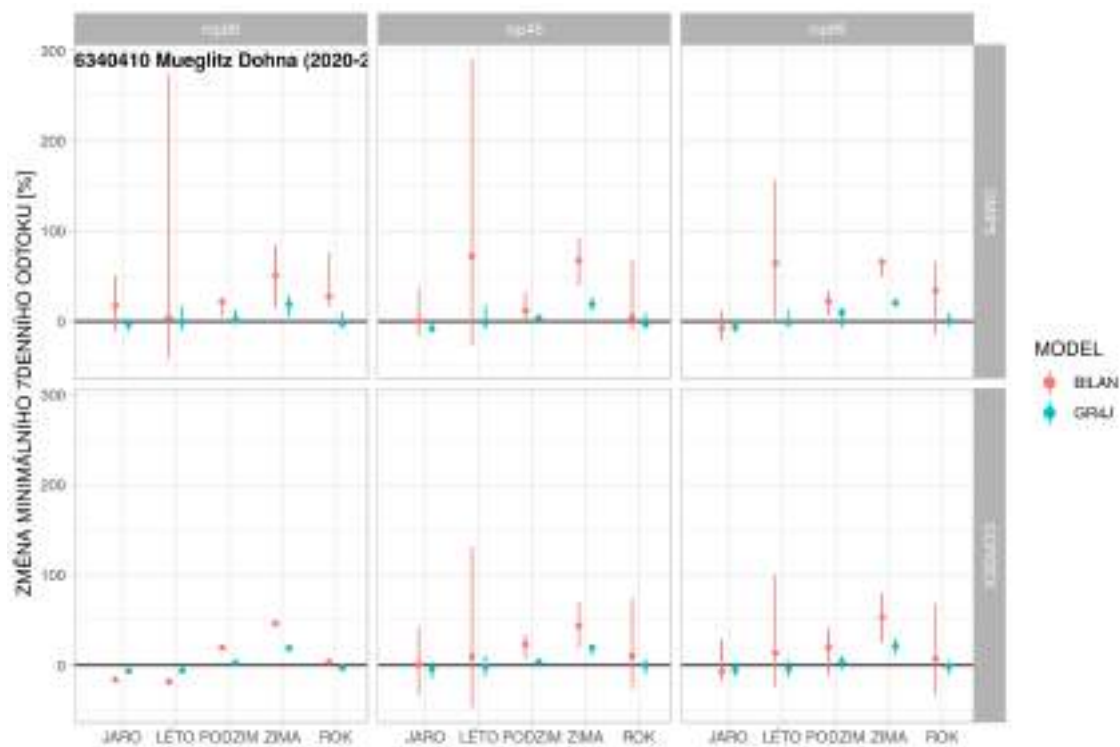 rcp45
300
6340410 Mueglitz Dohna (2020-2
200
100
0
300
200
100
0
ZMĚNA MINIMÁLNÍHO 7DENNÍHO ODTOKU [%]
MODEL
BILAN
GR4J
JARO LÉTO PODZIM ZIMA ROK JARO LÉTO PODZIM ZIMA ROK JARO LÉTO PODZIM ZIMA ROK